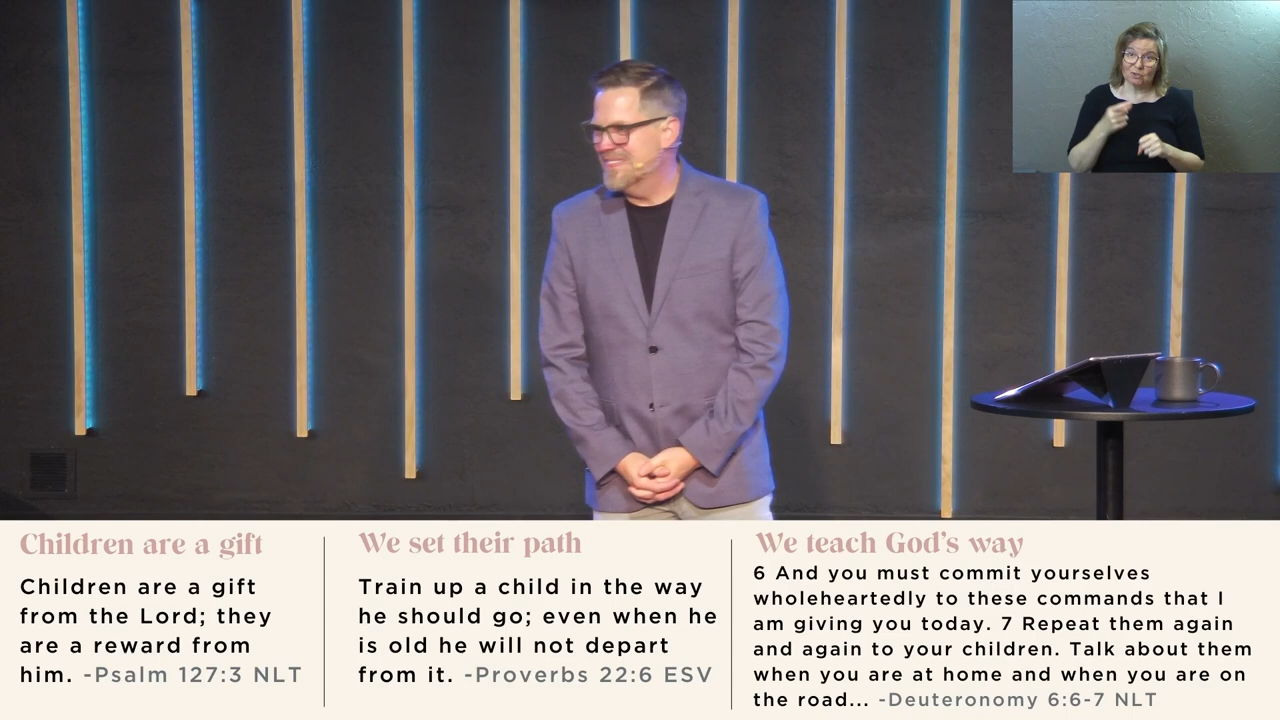 Children are a gift
Children are a gift
from the Lord; they
are a reward from
him. -Psalm 127:3 NLT
We set their path
Train up a child in the way
he should go; even when he
is old he will not depart
from it. -Proverbs 22:6 ESV
We teach God's way
6 And you must commit yourselves
wholeheartedly to these commands that I
am giving you today. 7 Repeat them again
and again to your children. Talk about them
when you are at home and when you are on
the road... -Deuteronomy 6:6-7 NLT